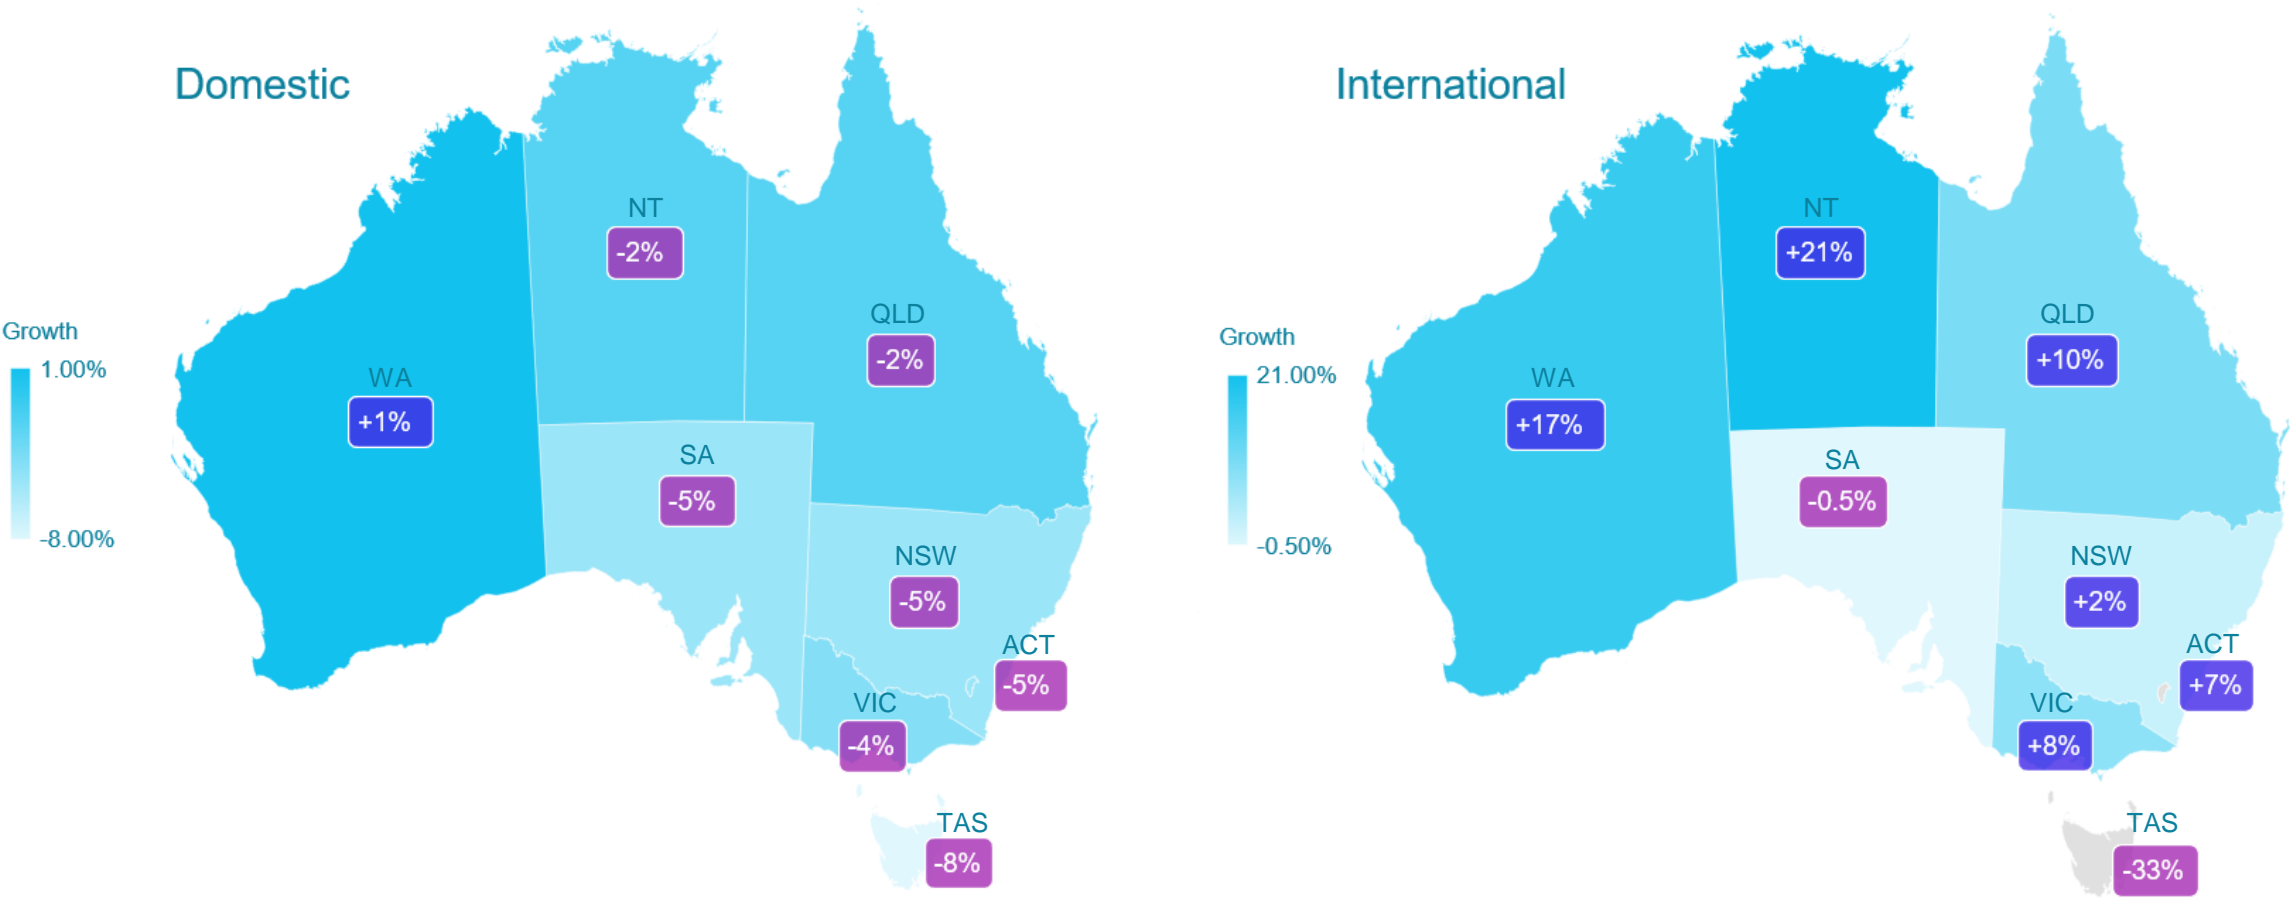 Domestic
NT
-2%
QLD
-2%
Growth
1.00%
-8.00%
WA
+1%
SA
-5%
NSW
-5%
ACT
-5%
VIC
-4%
TAS
-8%
International
NT
+21%
QLD
+10%
Growth
21.00%
-0.50%
WA
+17%
SA
-0.5%
NSW
+2%
ACT
+7%
VIC
+8%
TAS
-33%